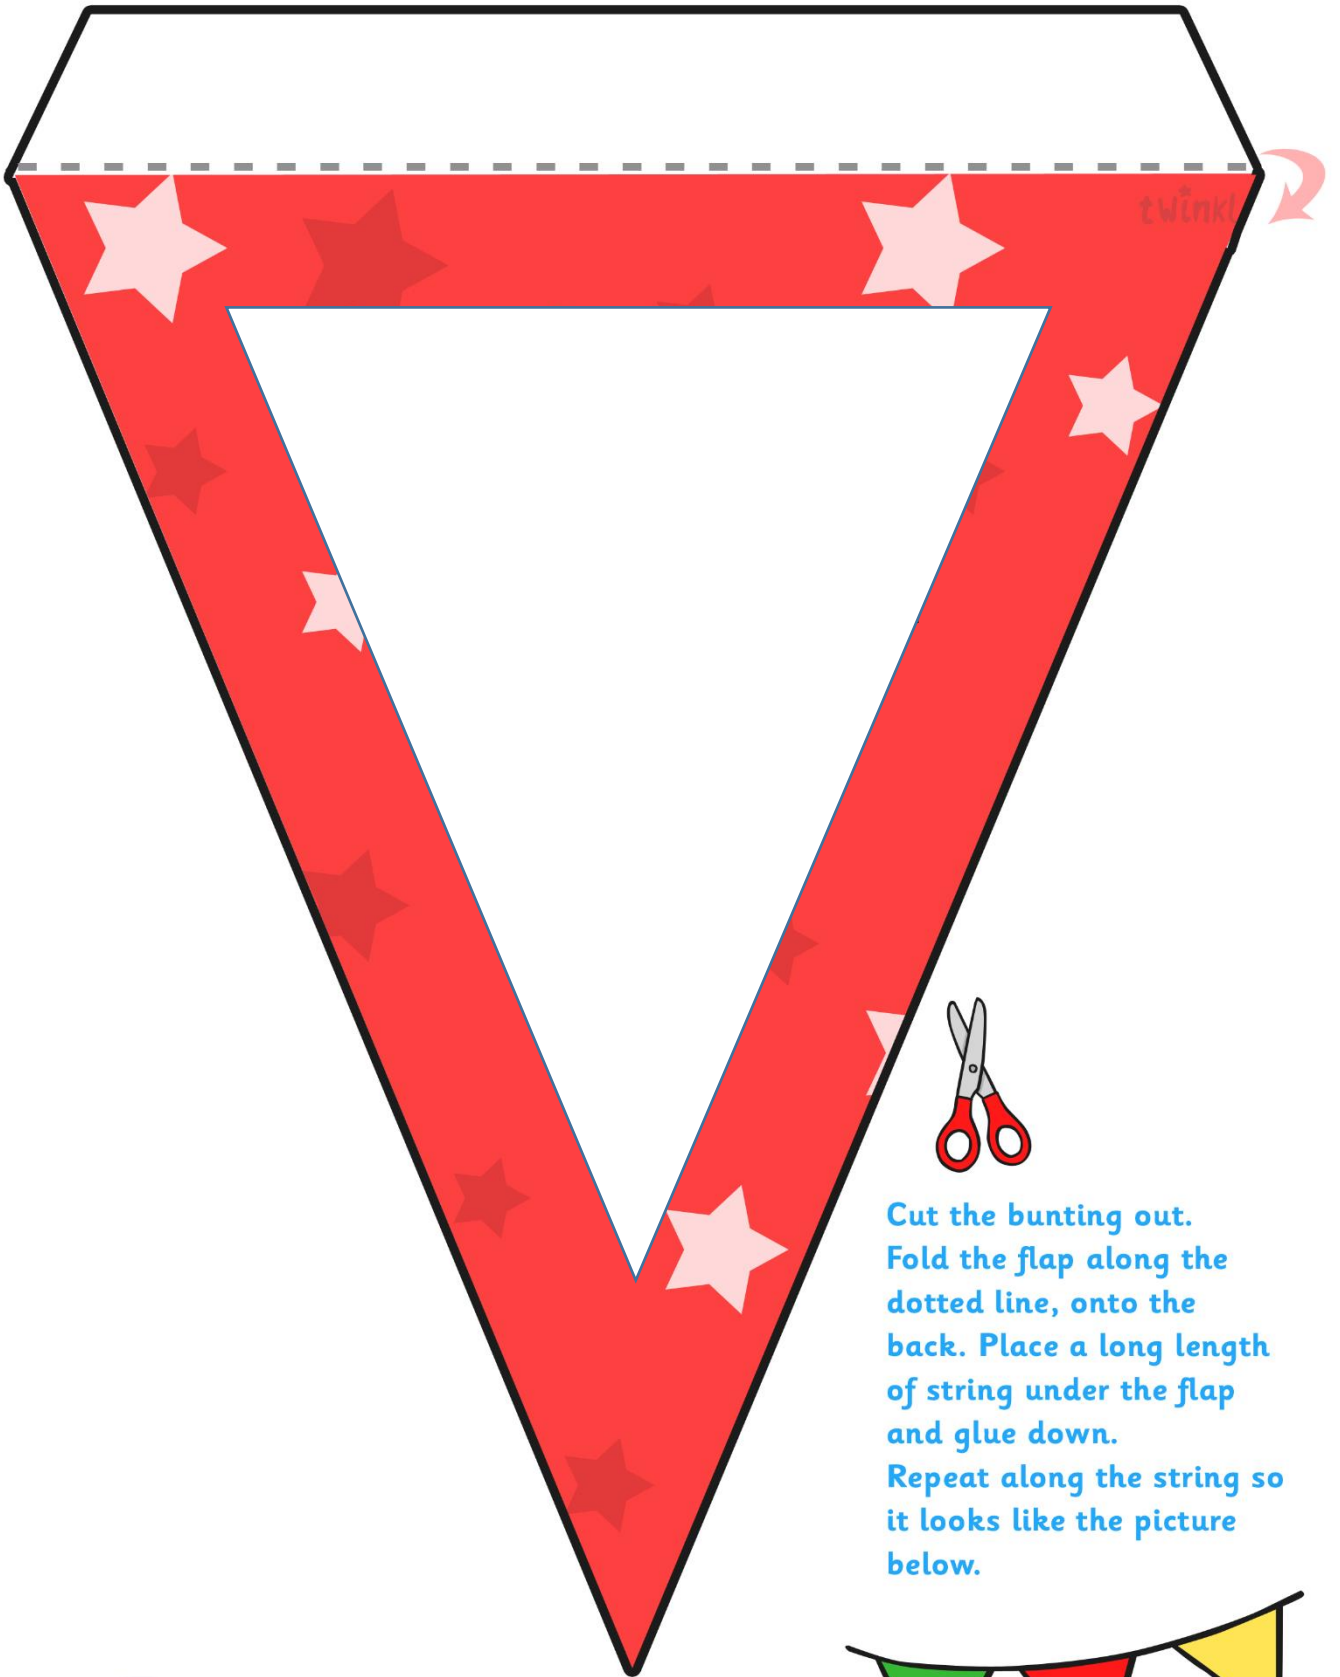 twinkl
Cut the bunting out.
Fold the flap along the
dotted line, onto the
back. Place a long length
of string under the flap
and glue down.
Repeat along the string so
it looks like the picture
below.